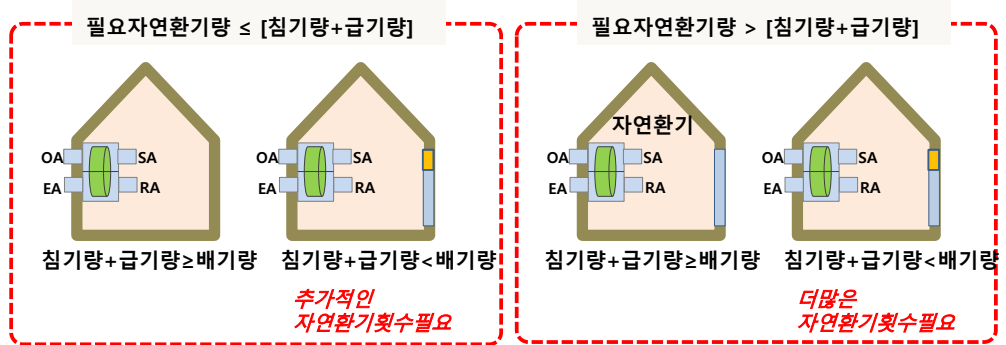 필요자연환기량 ≤ [침기량+급기량]
OA
SA
EA
RA
침기량+급기량≥배기량
OA
SA
EA
RA
침기량+급기량<배기량
추가적인
자연환기횟수필요
필요자연환기량 > [침기량+급기량]
자연환기
OA
SA
EA
RA
침기량+급기량≥배기량
OA
SA
EA
RA
침기량+급기량<배기량
더많은
자연환기횟수필요